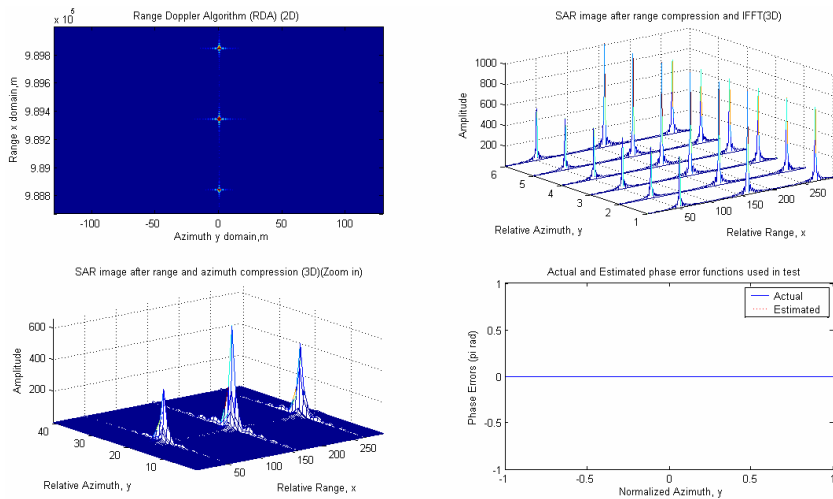 Range Doppler Algorithm (RDA) (2D)
x 10^5
9.898
9.896
9.894
9.892
9.89
9.888
Range x domain,m
-100 -50 0 50 100
Azimuth y domain,m
SAR image after range compression and IFFT(3D)
1000
800
600
400
200
Amplitude
6 5 4 3 2 1
50 100 150 200 250
Relative Azimuth, y
Relative Range, x
SAR image after range and azimuth compression (3D)(Zoom in)
600
400
200
Amplitude
40 30 20 10
50 100 150 200 250
Relative Azimuth, y
Relative Range, x
Actual and Estimated phase error functions used in test
1
0.5
0
-0.5
-1
Phase Errors (pi rad)
Actual
Estimated
-1 -0.5 0 0.5 1
Normalized Azimuth, y